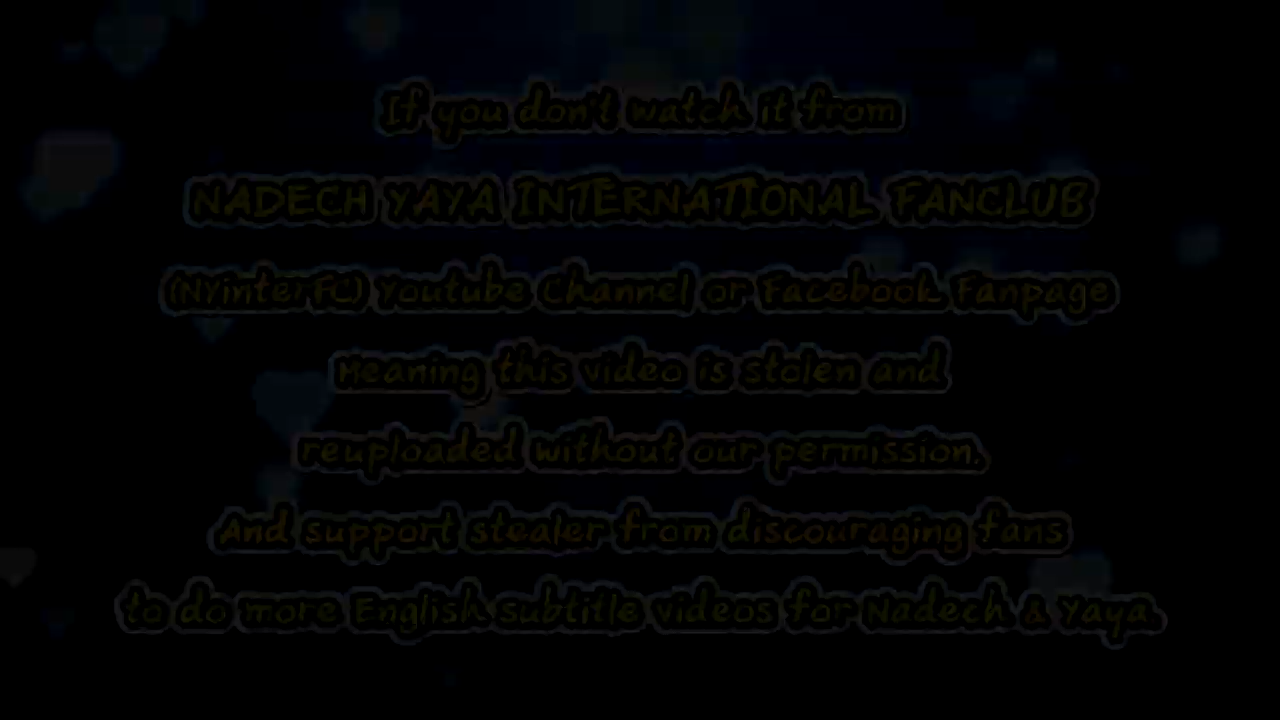 If you don't watch it from
NADECH YAYA INTERNATIONAL FANCLUB
(NYinterFC) Youtube Channel or Facebook Fanpage
Meaning this video is stolen and
reuploaded without our permission.
And support stealer from discouraging fans
to do more English subtitle videos for Nadech & Yaya.